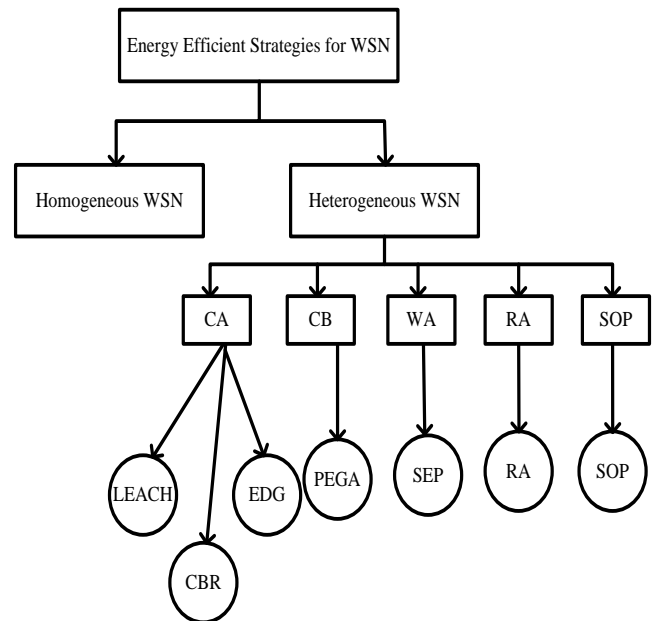 Energy Efficient Strategies for WSN
Homogeneous WSN
Heterogeneous WSN
CA
CB
WA
RA
SOP
LEACH
EDG
PEGA
SEP
RA
SOP
CBR